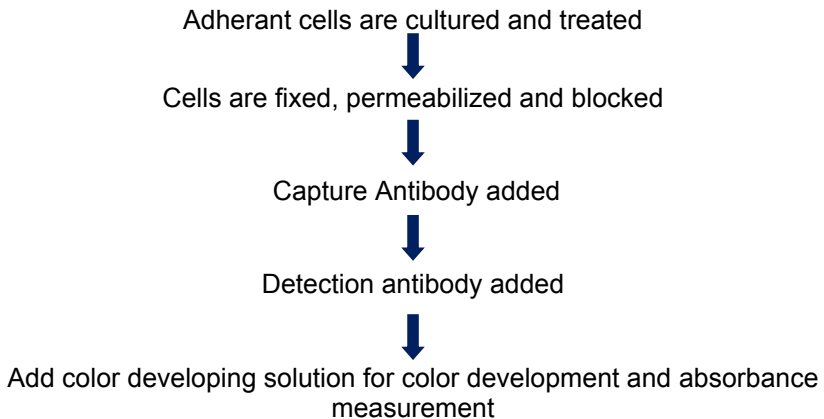 Adherant cells are cultured and treated
Cells are fixed, permeabilized and blocked
Capture Antibody added
Detection antibody added
Add color developing solution for color development and absorbance
measurement